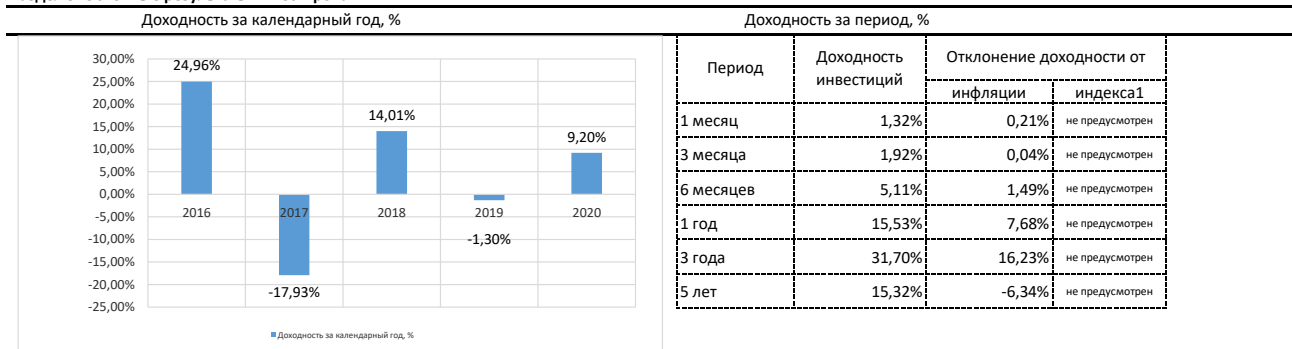 Доходность за календарный год, %
Доходность за период, %
30,00%
25,00%
20,00%
15,00%
10,00%
5,00%
0,00%
-5,00%
-10,00%
-15,00%
-20,00%
-25,00%
24,96%
-17,93%
14,01%
-1,30%
9,20%
2016 2017 2018 2019 2020
Доходность за календарный год, %
Период Доходность инвестиций Отклонение доходности от
инфляции индекса1
1 месяц 1,32% 0,21% не предусмотрен
3 месяца 1,92% 0,04% не предусмотрен
6 месяцев 5,11% 1,49% не предусмотрен
1 год 15,53% 7,68% не предусмотрен
3 года 31,70% 16,23% не предусмотрен
5 лет 15,32% -6,34% не предусмотрен